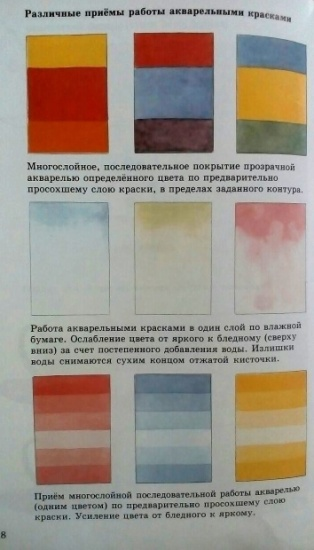 Различные приёмы работы акварельными красками
Многослойное, последовательное покрытие прозрачной
акварелью определённого цвета по предварительно
просохшему слою краски, в пределах заданного контура.
Работа акварельными красками в один слой по влажной
бумаге. Ослабление цвета от яркого к бледному (сверху
вниз) за счет постепенного добавления воды. Излишки
воды снимаются сухим концом отжатой кисточки.
Приём многослойной последовательной работы акварелью
(одним цветом) по предварительно просохшему слою
краски. Усиление цвета от бледного к яркому.
8